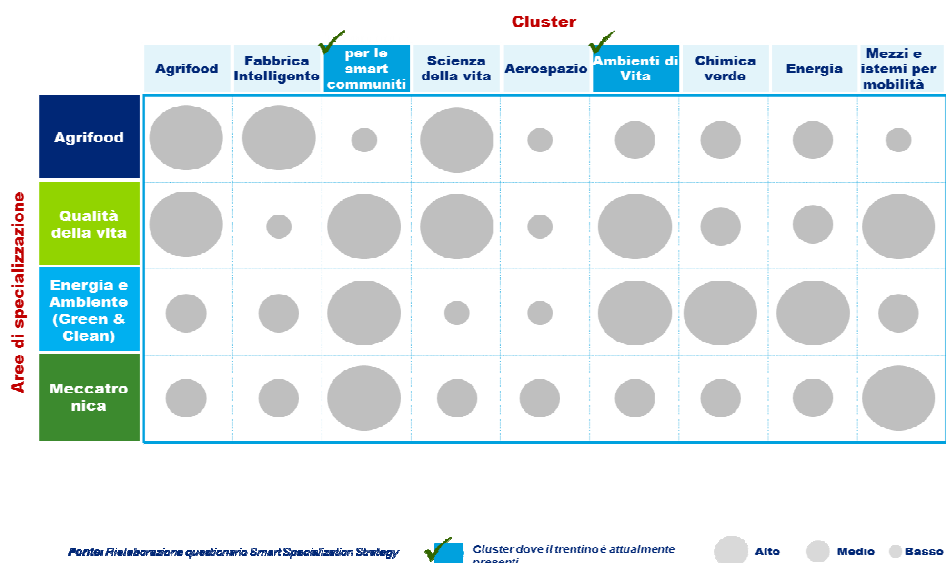 Cluster
Agrifood
Fabbrica
Intelligente
per le
smart
communiti
Scienza
della vita
Aerospazio
Ambienti di
Vita
Chimica
verde
Energia
Mezzi e
istemi per
mobilità
Aree di specializzazione
Agrifood
Qualità
della vita
Energia e
Ambiente
(Green &
Clean)
Meccatro
nica
Fonte: Rielaborazione questionario Smart Specialization Strategy
Cluster dove il trentino è attualmente
presenti
Alto
Medio
Basso